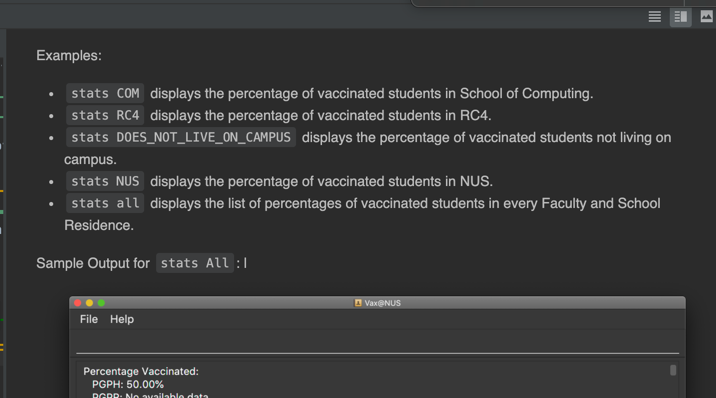 Examples:
• stats COM displays the percentage of vaccinated students in School of Computing.
• stats RC4 displays the percentage of vaccinated students in RC4.
• stats DOES_NOT_LIVE_ON_CAMPUS displays the percentage of vaccinated students not living on
campus.
• stats NUS displays the percentage of vaccinated students in NUS.
• stats all displays the list of percentages of vaccinated students in every Faculty and School
Residence.
Sample Output for stats All : l
Vax@NUS
File Help
Percentage Vaccinated:
PGPH: 50.00%
PGPR: No available data